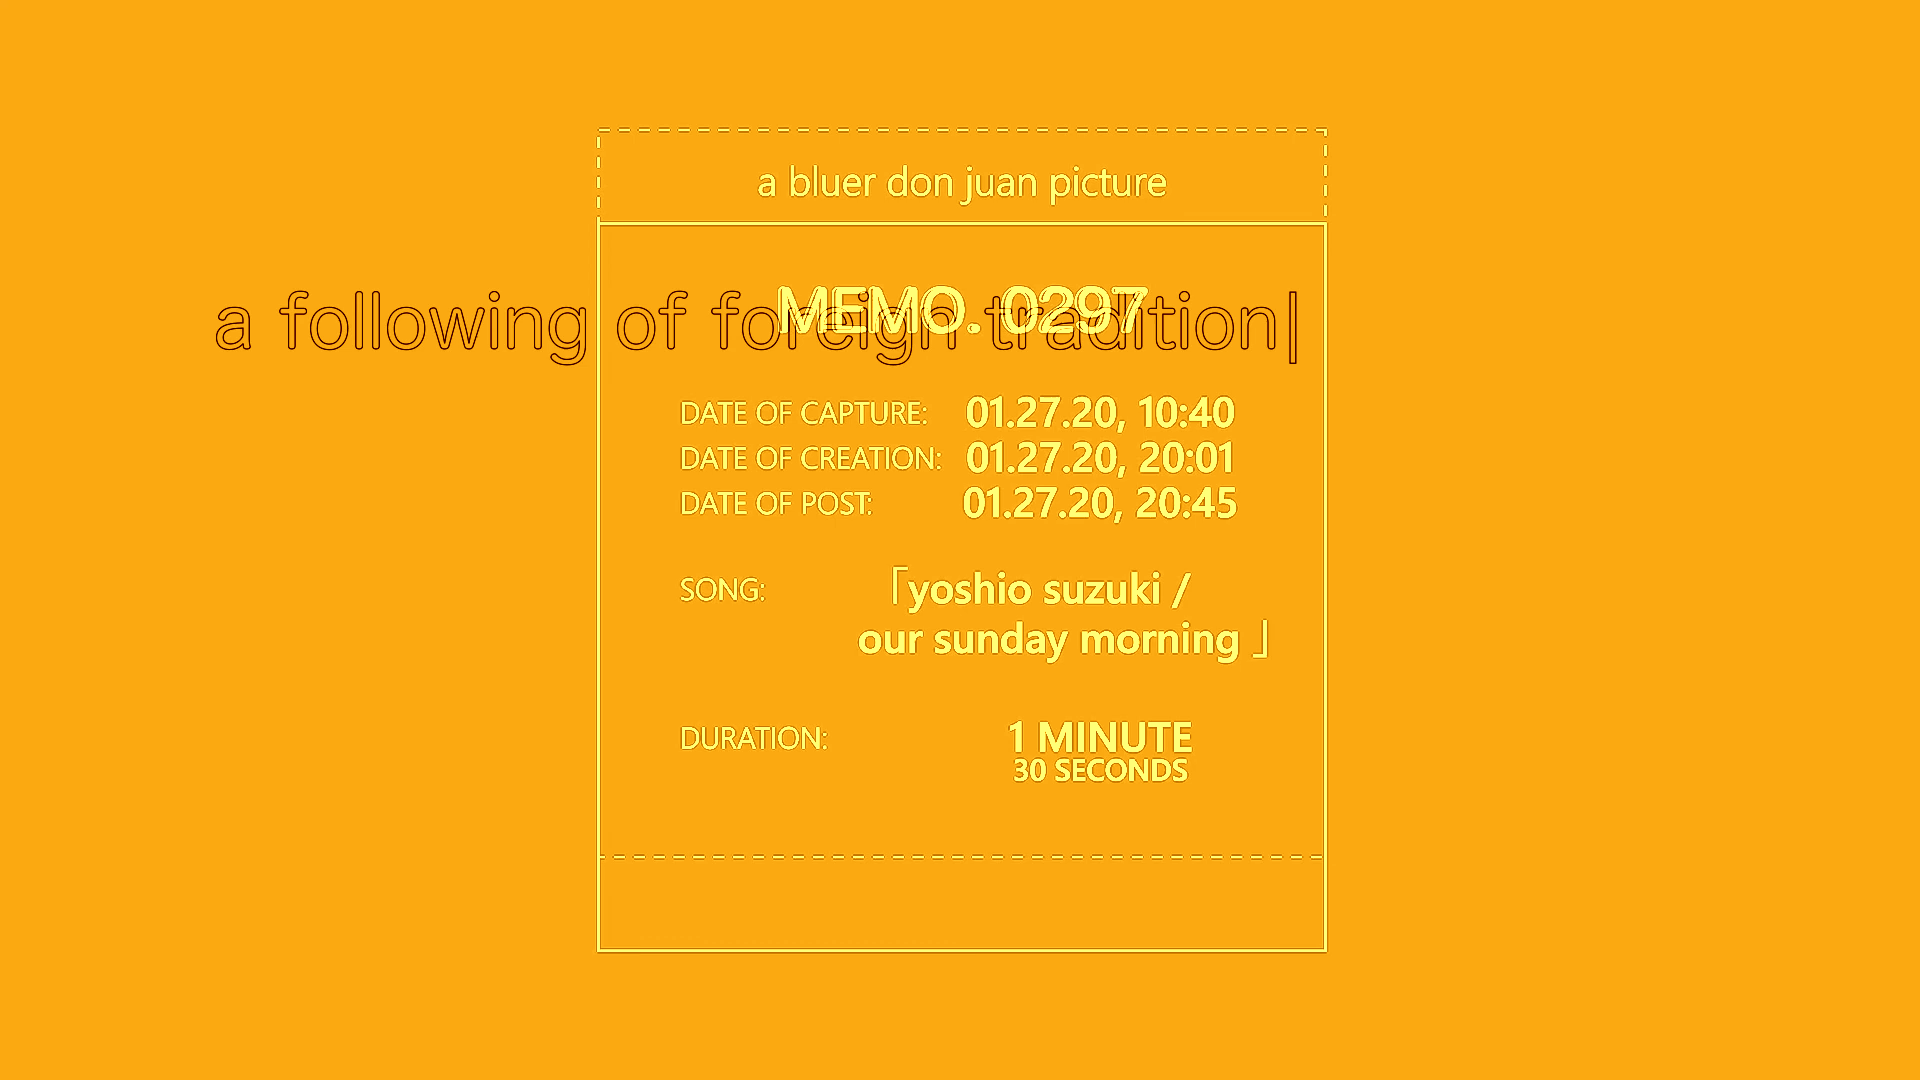 a bluer don juan picture
MEMO. 0297
a following of foreign tradition|
DATE OF CAPTURE: 01.27.20, 10:40
DATE OF CREATION: 01.27.20, 20:01
DATE OF POST: 01.27.20, 20:45
SONG: 「yoshio suzuki /
our sunday morning 」
DURATION: 1 MINUTE
30 SECONDS